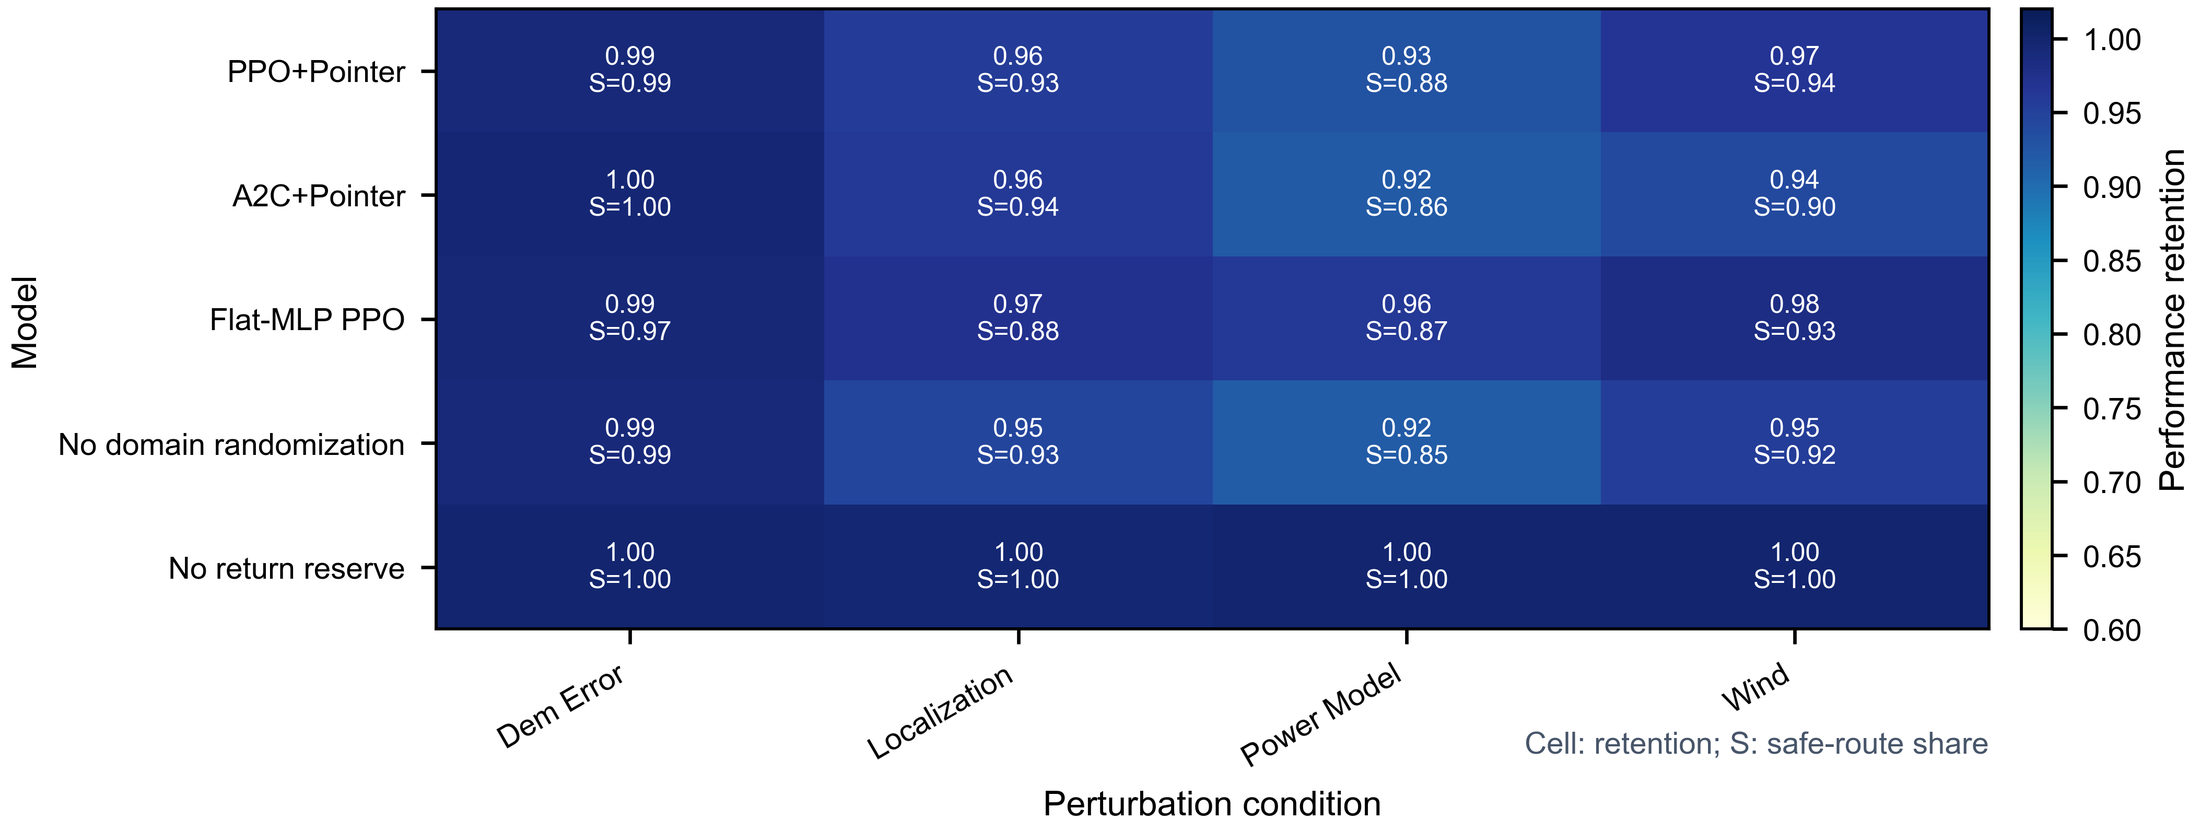 Model
PPO+Pointer
0.99
S=0.99
0.96
S=0.93
0.93
S=0.88
0.97
S=0.94
A2C+Pointer
1.00
S=1.00
0.96
S=0.94
0.92
S=0.86
0.94
S=0.90
Flat-MLP PPO
0.99
S=0.97
0.97
S=0.88
0.96
S=0.87
0.98
S=0.93
No domain randomization
0.99
S=0.99
0.95
S=0.93
0.92
S=0.85
0.95
S=0.92
No return reserve
1.00
S=1.00
1.00
S=1.00
1.00
S=1.00
1.00
S=1.00
Dem Error
Localization
Power Model
Wind
Cell: retention; S: safe-route share
Perturbation condition
1.00
0.95
0.90
0.85
0.80
0.75
0.70
0.65
0.60
Performance retention